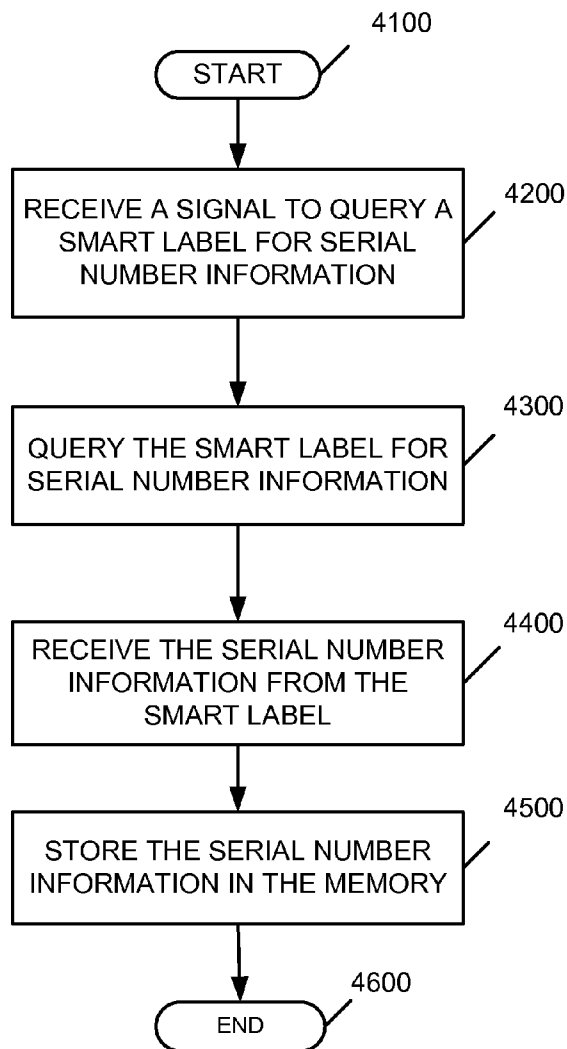 4100
START
RECEIVE A SIGNAL TO QUERY A
SMART LABEL FOR SERIAL
NUMBER INFORMATION
4200
QUERY THE SMART LABEL FOR
SERIAL NUMBER INFORMATION
4300
RECEIVE THE SERIAL NUMBER
INFORMATION FROM THE
SMART LABEL
4400
STORE THE SERIAL NUMBER
INFORMATION IN THE MEMORY
4500
END
4600